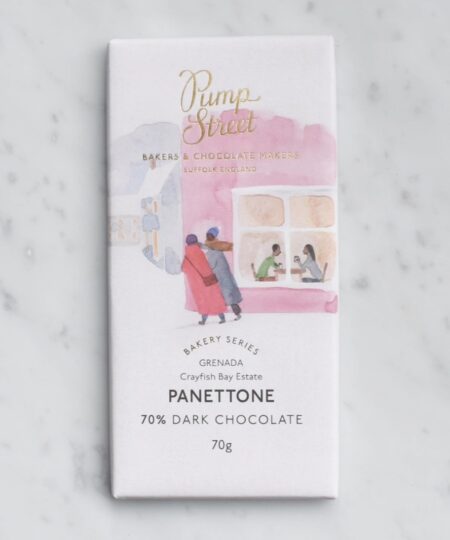 Pump
Street
BAKERS & CHOCOLATE MAKERS
SUFFOLK ENGLAND
BAKERY SERIES
GRENADA
Crayfish Bay Estate
PANETTONE
70% DARK CHOCOLATE
70g